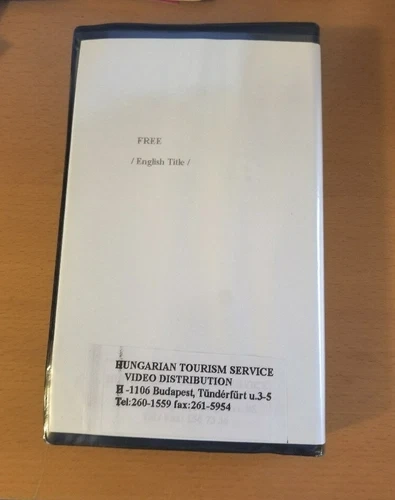 FREE
/ English Title /
HUNGARIAN TOURISM SERVICE
VIDEO DISTRIBUTION
H -1106 Budapest, Tündérfürt u.3-5
Tel:260-1559 fax:261-5954